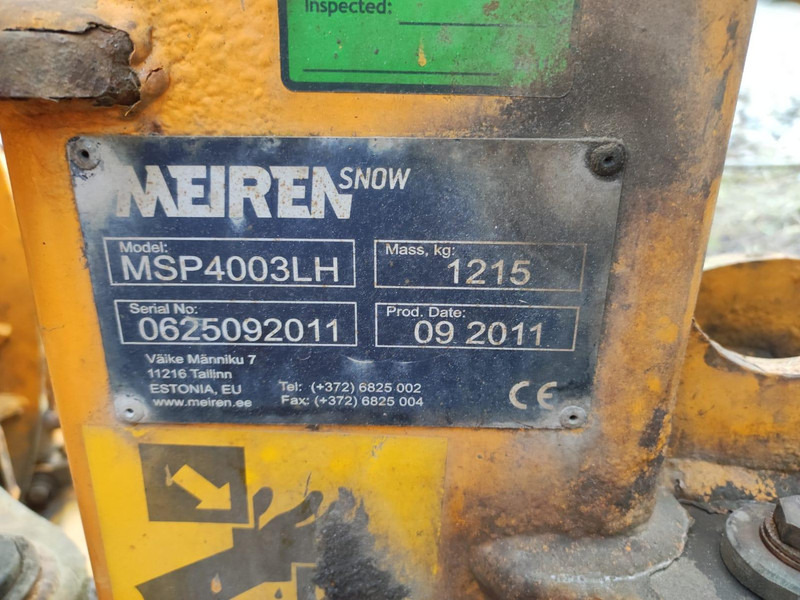 Inspected:
MEIREN SNOW
Model: Mass, kg:
MSP4003LH 1215
Serial No: Prod. Date:
0625092011 09 2011
Väike Männiku 7
11216 Tallinn
ESTONIA, EU Tel: (+372) 6825 002
www.meiren.ee Fax: (+372) 6825 004
CE